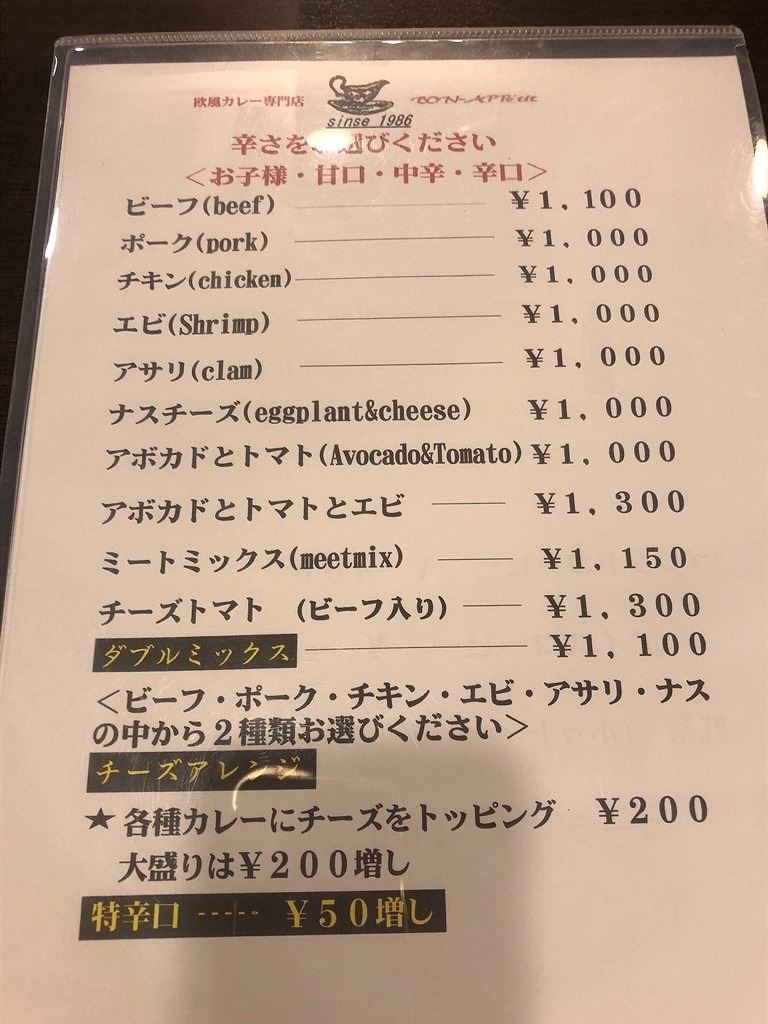 欧風カレー専門店
sinse 1986
辛さをお選びください
＜お子様・甘口・中辛・辛口＞
ビーフ(beef) ￥１，１００
ポーク(pork) ￥１，０００
チキン(chicken) ￥１，０００
エビ(Shrimp) ￥１，０００
アサリ(clam) ￥１，０００
ナスチーズ(eggplant&cheese) ￥１，０００
アボカドとトマト(Avocado&Tomato) ￥１，０００
アボカドとトマトとエビ ￥１，３００
ミートミックス(meetmix) ￥１，１５０
チーズトマト (ビーフ入り) ￥１，３００
ダブルミックス ￥１，１００
＜ビーフ・ポーク・チキン・エビ・アサリ・ナス
の中から２種類お選びください＞
チーズアレンジ
★各種カレーにチーズをトッピング ￥２００
大盛りは￥２００増し
特辛口 ----- ￥５０増し